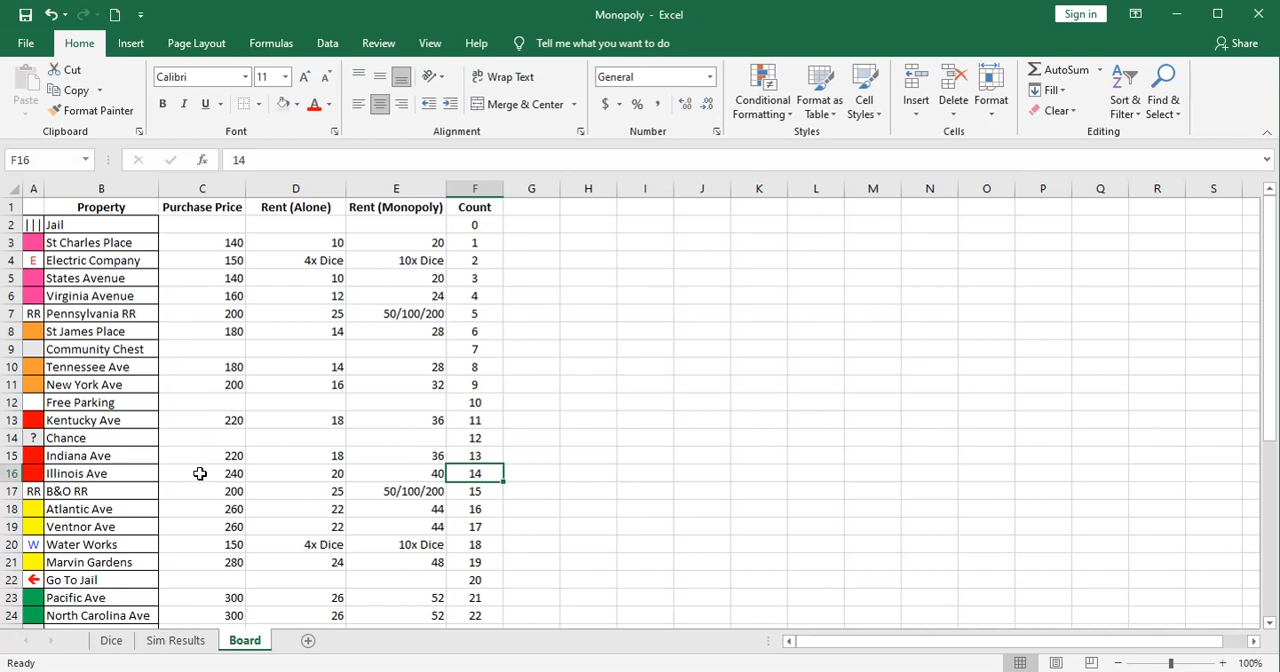 Monopoly - Excel
Sign in
File Home Insert Page Layout Formulas Data Review View Help Tell me what you want to do Share
Paste Cut Copy Format Painter Clipboard
Calibri 11 A A B I U A Font
Wrap Text Merge & Center Alignment
General $ % , .0 .00 Number
Conditional Formatting Format as Table Cell Styles Styles
Insert Delete Format Cells
AutoSum Fill Clear Sort & Filter Find & Select Editing
F16 fx 14
A B C D E F G H I J K L M N O P Q R S
1 Property Purchase Price Rent (Alone) Rent (Monopoly) Count
2 ||| Jail 0
3 St Charles Place 140 10 20 1
4 E Electric Company 150 4x Dice 10x Dice 2
5 States Avenue 140 10 20 3
6 Virginia Avenue 160 12 24 4
7 RR Pennsylvania RR 200 25 50/100/200 5
8 St James Place 180 14 28 6
9 Community Chest 7
10 Tennessee Ave 180 14 28 8
11 New York Ave 200 16 32 9
12 Free Parking 10
13 Kentucky Ave 220 18 36 11
14 ? Chance 12
15 Indiana Ave 220 18 36 13
16 Illinois Ave 240 20 40 14
17 RR B&O RR 200 25 50/100/200 15
18 Atlantic Ave 260 22 44 16
19 Ventnor Ave 260 22 44 17
20 W Water Works 150 4x Dice 10x Dice 18
21 Marvin Gardens 280 24 48 19
22 Go To Jail 20
23 Pacific Ave 300 26 52 21
24 North Carolina Ave 300 26 52 22
Dice Sim Results Board
Ready 100%